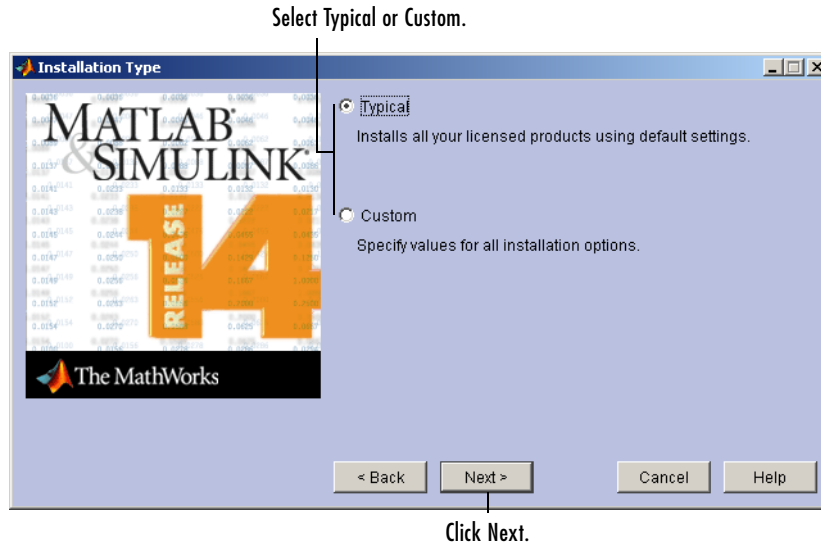 Select Typical or Custom.
Installation Type
MATLAB
&SIMULINK
RELEASE
14
The MathWorks
Typical
Installs all your licensed products using default settings.
Custom
Specify values for all installation options.
< Back
Next >
Cancel
Help
Click Next.